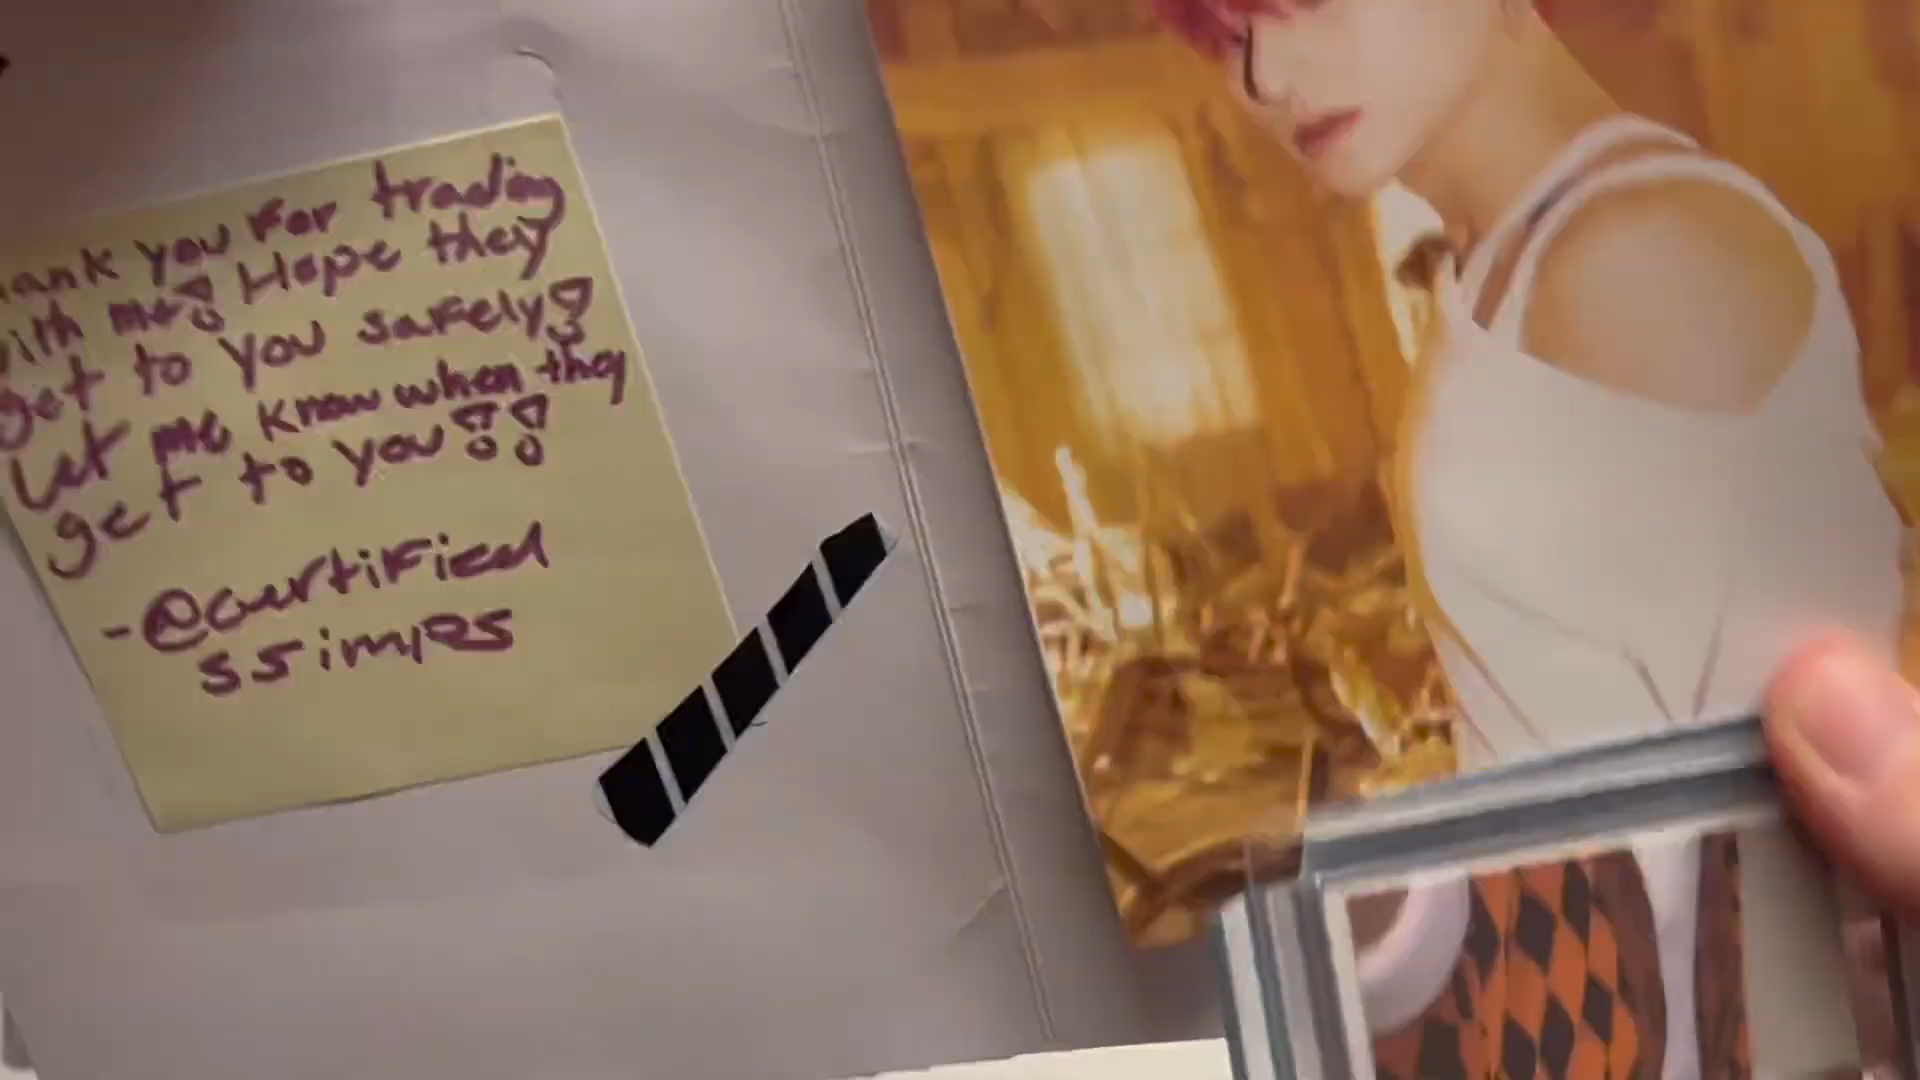 hank you for trading
with me! Hope they
get to you safely!
Let me know when they
get to you!!
-@certified
ssimps